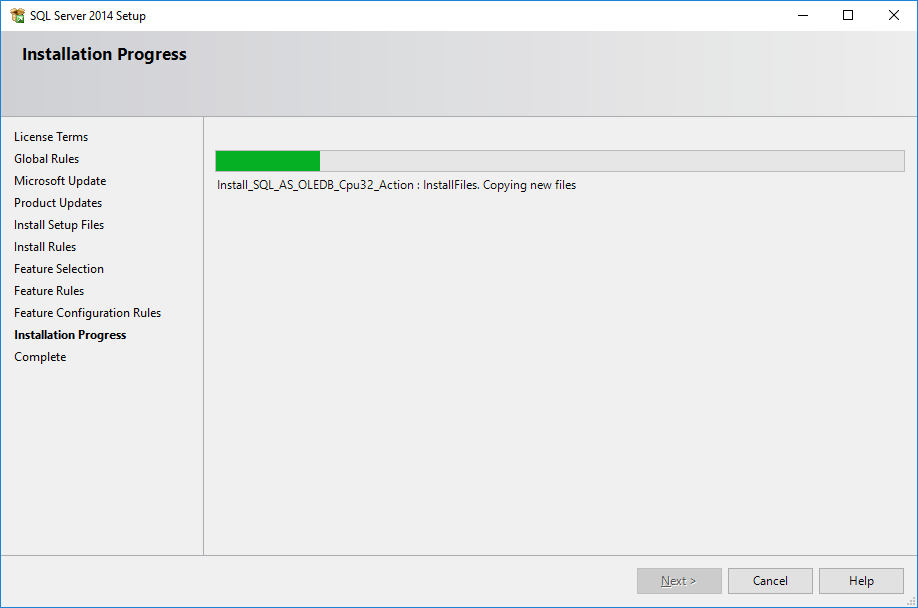 SQL Server 2014 Setup
Installation Progress
License Terms
Global Rules
Microsoft Update
Product Updates
Install Setup Files
Install Rules
Feature Selection
Feature Rules
Feature Configuration Rules
Installation Progress
Complete
Install_SQL_AS_OLEDB_Cpu32_Action : InstallFiles. Copying new files
Next >
Cancel
Help